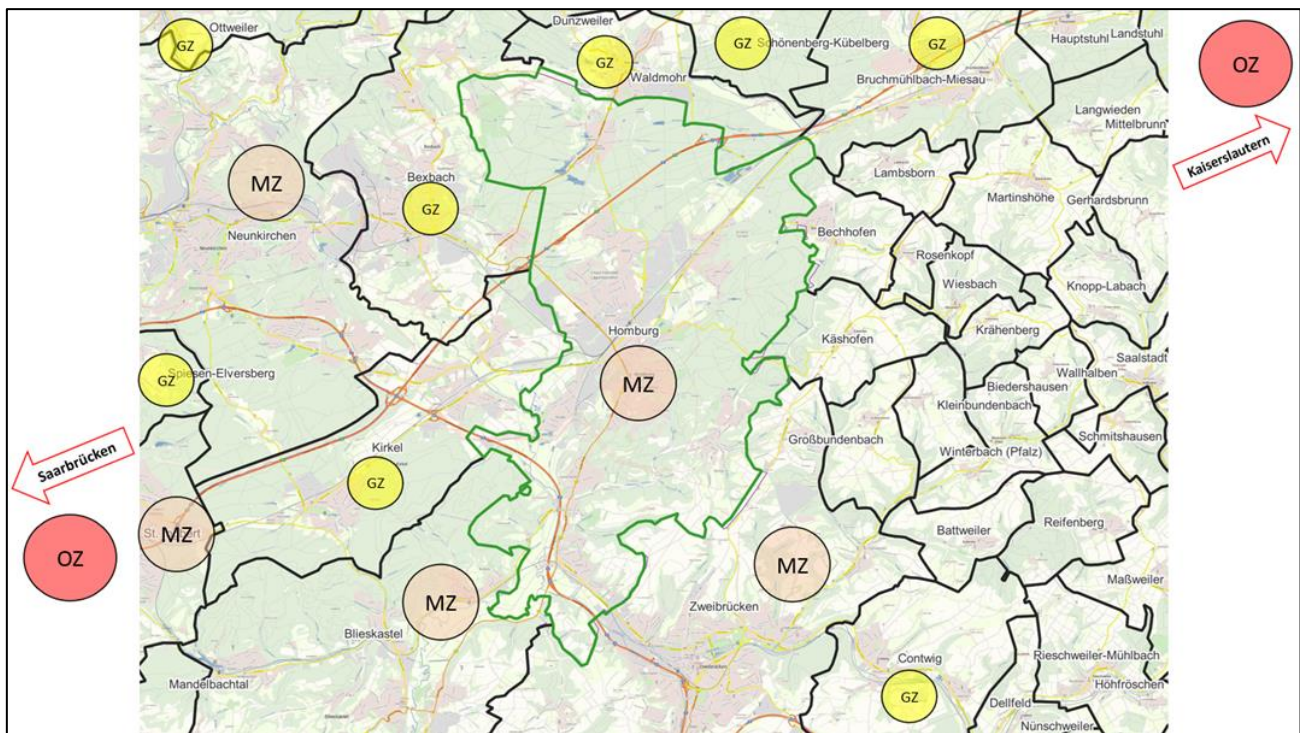 Ottweiler
GZ
Dunzweiler
GZ
Waldmohr
GZ
Schönenberg-Kübelberg
GZ
Bruchmühlbach-Miesau
Hauptstuhl
Landstuhl
OZ
Kaiserslautern
Langwieden
Mittelbrunn
MZ
Neunkirchen
Bexbach
GZ
Lambsborn
Martinshöhe
Gerhardsbrunn
Bechhofen
Rosenkopf
Wiesbach
Knopp-Labach
Homburg
MZ
Käshofen
Krähenberg
Saalstadt
Wallhalben
Biedershausen
Kleinbundenbach
GZ
Spiesen-Elversberg
Saarbrücken
OZ
Kirkel
GZ
Großbundenbach
Winterbach (Pfalz)
Schmitshausen
MZ
Battweiler
Reifenberg
MZ
Maßweiler
MZ
Blieskastel
Zweibrücken
Mandelbachtal
Contwig
GZ
Rieschweiler-Mühlbach
Höhfröschen
Dellfeld
Nünschweiler